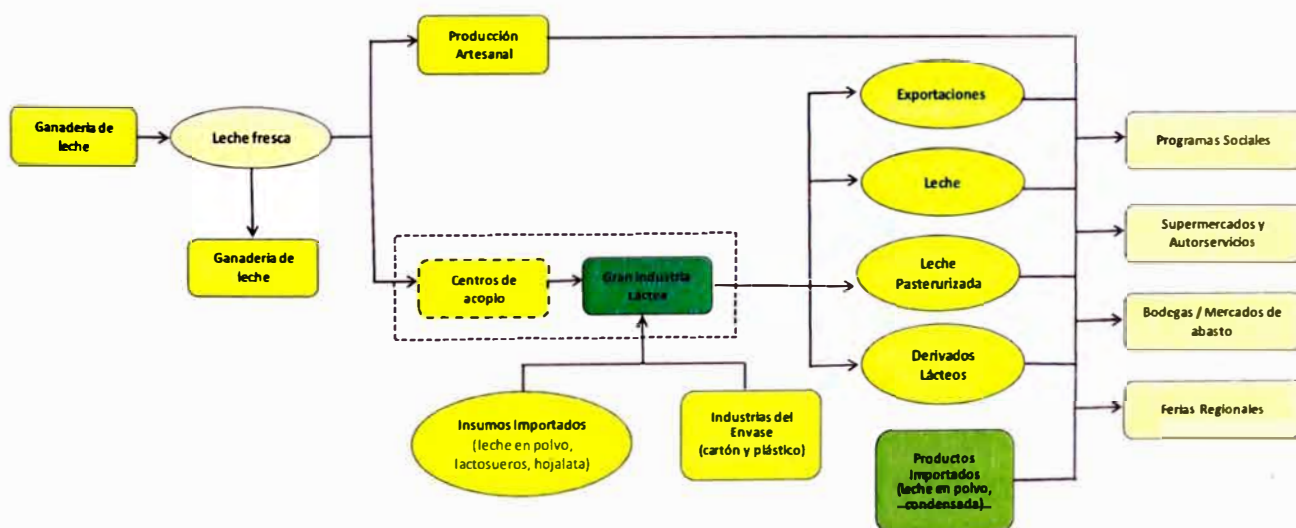 Producción
Artesanal
Exportaciones
Ganadería de
leche
Leche fresca
Programas Sociales
Leche
Supermercados y
Autorservicios
Ganadería de
leche
Centros de
acopio
Gran Industria
Láctea
Leche
Pasterurizada
Bodegas / Mercados de
abasto
Derivados
Lácteos
Insumos Importados
(leche en polvo,
lactosueros, hojalata)
Industrias del
Envase
(cartón y plástico)
Ferias Regionales
Productos
Importados
(leche en polvo,
condensada)